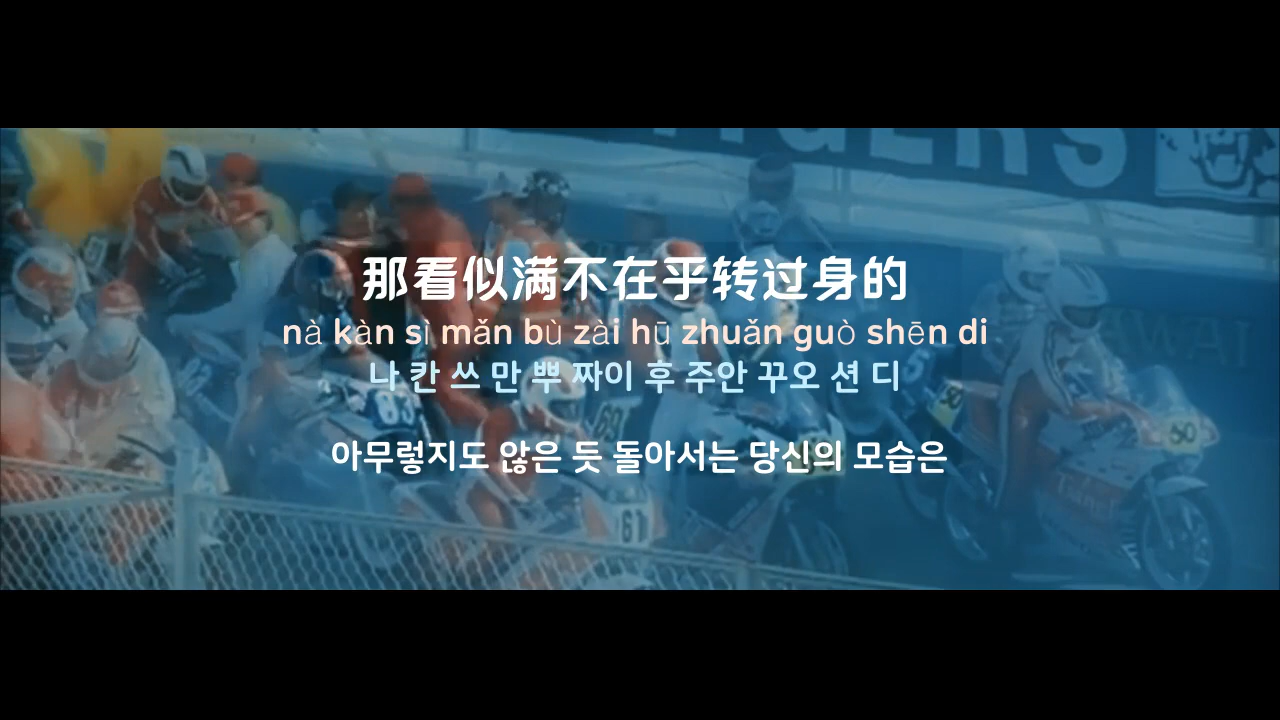 TIGERS
那看似满不在乎转过身的
nà kàn sì mǎn bù zài hū zhuǎn guò shēn di
나 칸 쓰 만 뿌 짜이 후 주안 꾸오 션 디
83
60
50
60
아무렇지도 않은 듯 돌아서는 당신의 모습은
61